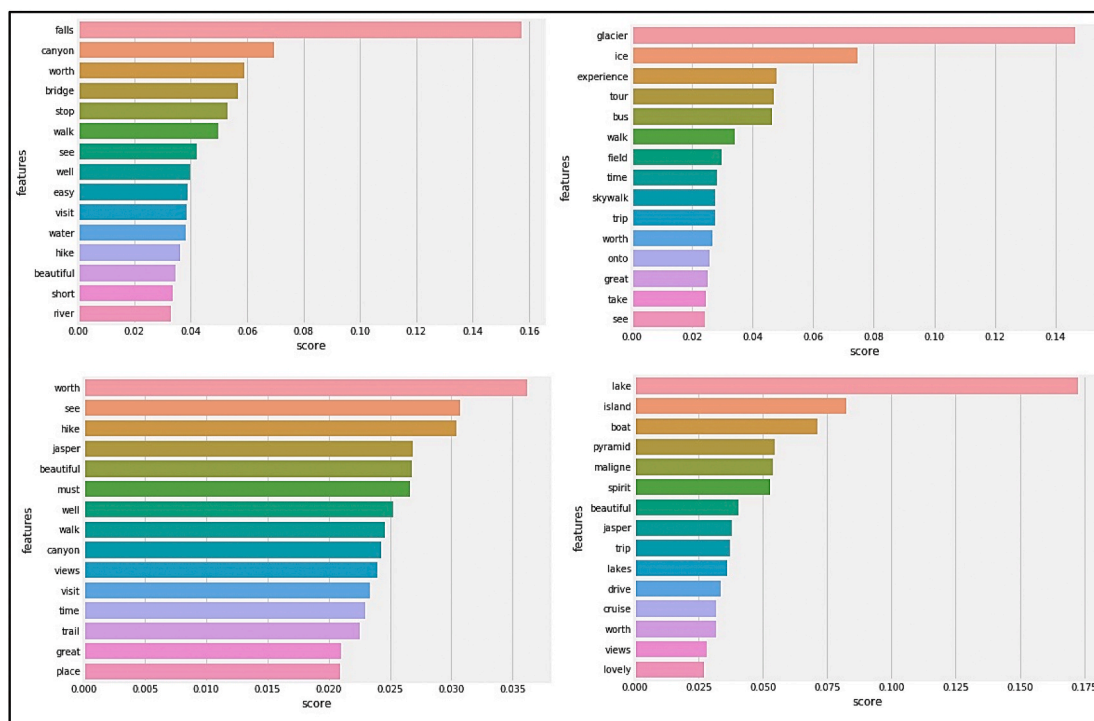 falls
canyon
worth
bridge
stop
walk
see
well
easy
visit
water
hike
beautiful
short
river
features
0.00 0.02 0.04 0.06 0.08 0.10 0.12 0.14 0.16
score
glacier
ice
experience
tour
bus
walk
field
time
skywalk
trip
worth
onto
great
take
see
features
0.00 0.02 0.04 0.06 0.08 0.10 0.12 0.14
score
worth
see
hike
jasper
beautiful
must
well
walk
canyon
views
visit
time
trail
great
place
features
0.000 0.005 0.010 0.015 0.020 0.025 0.030 0.035
score
lake
island
boat
pyramid
maligne
spirit
beautiful
jasper
trip
lakes
drive
cruise
worth
views
lovely
features
0.000 0.025 0.050 0.075 0.100 0.125 0.150 0.175
score